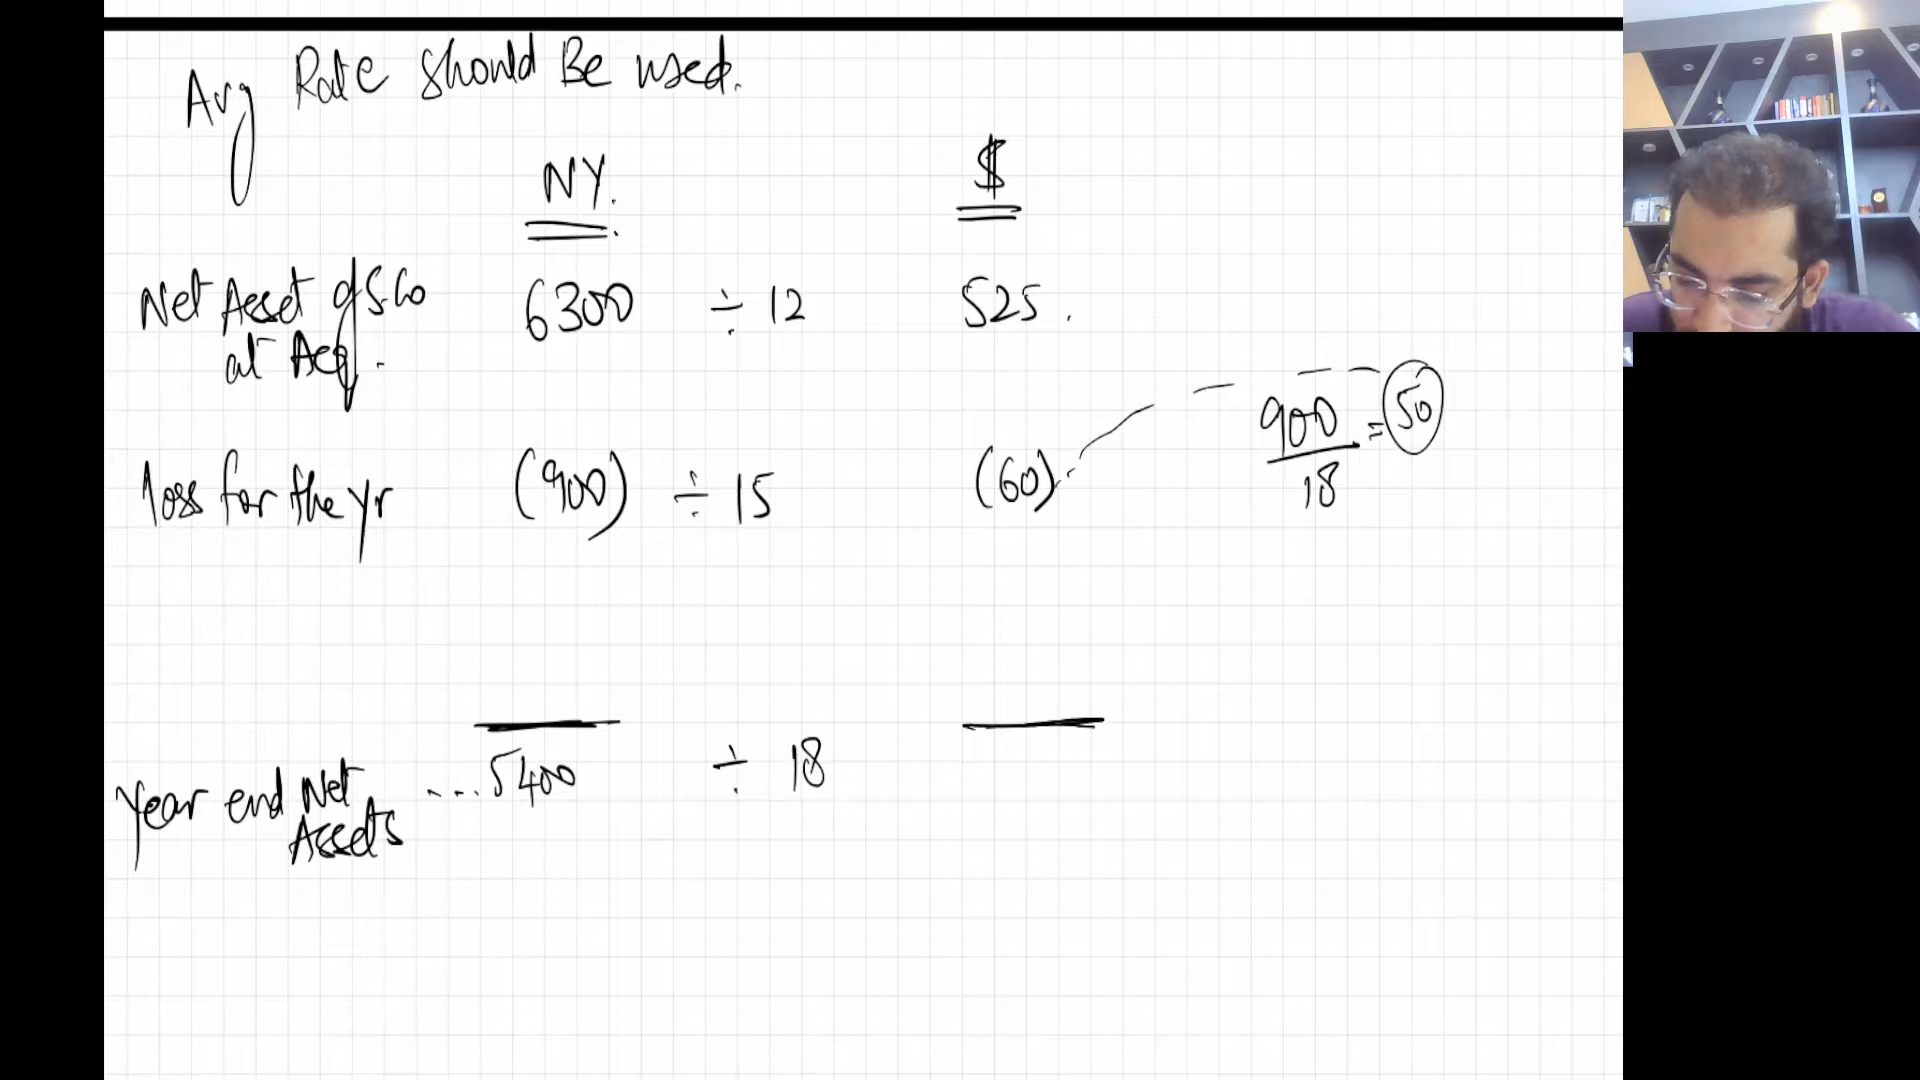 Avg Rate should Be used.
NY. $
Net Asset of S.Co 6300 ÷ 12 525.
at Acq.
900/18 = 50
loss for the yr (900) ÷ 15 (60)
Year end Net ... 5400 ÷ 18
Assets